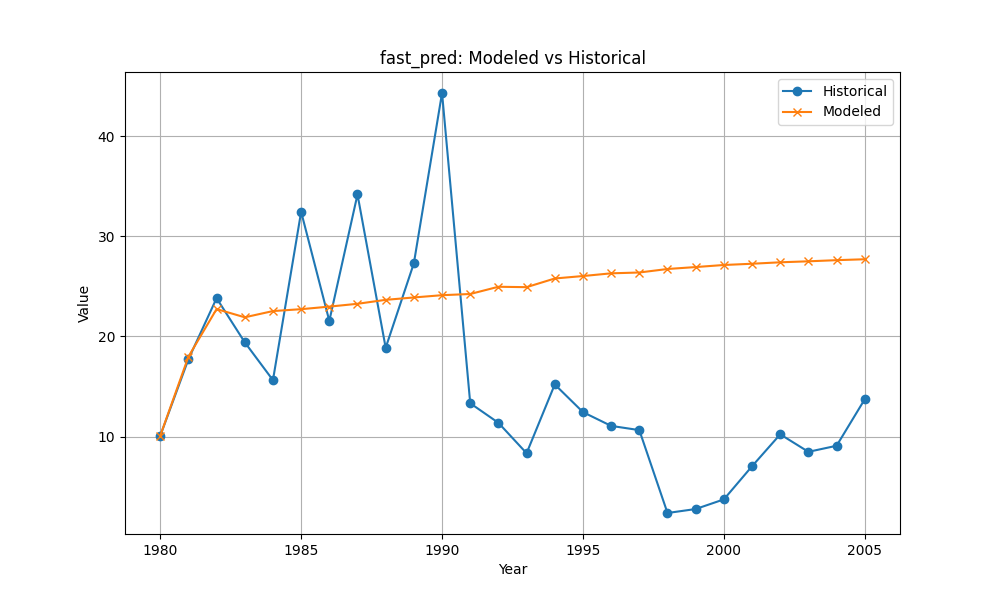 fast_pred: Modeled vs Historical
Historical
Modeled
Value
40
30
20
10
1980 1985 1990 1995 2000 2005
Year